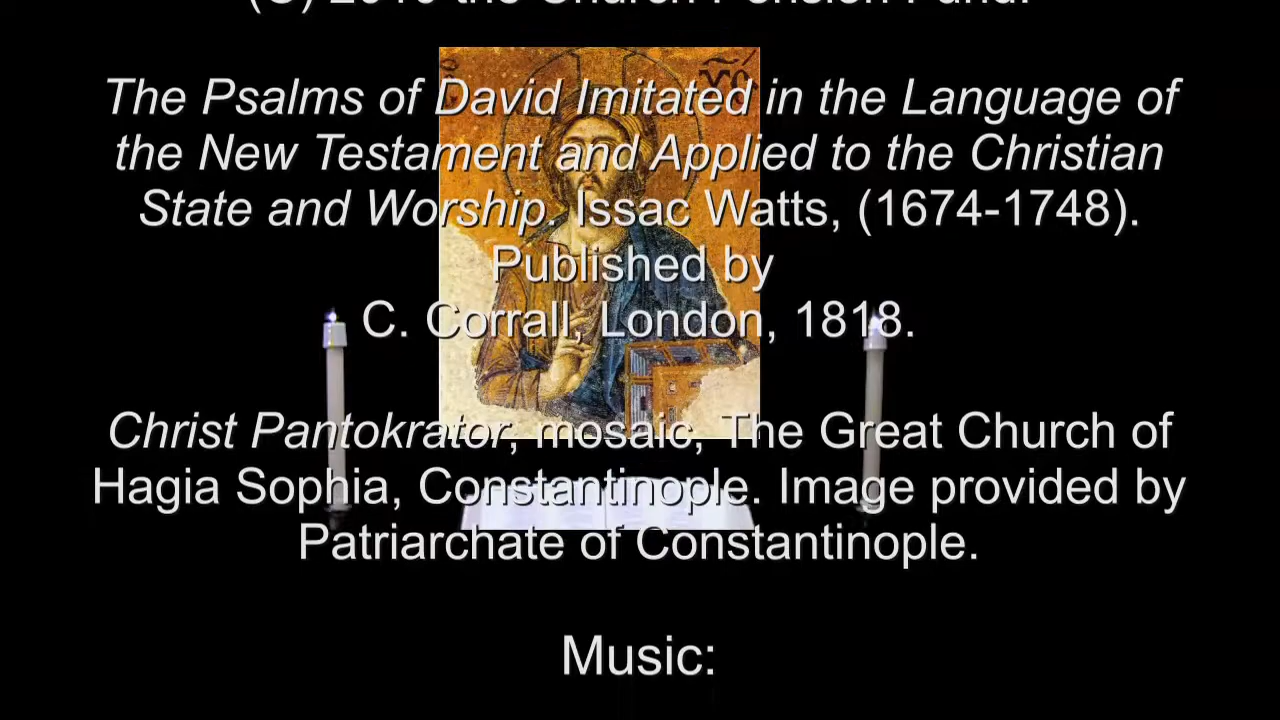 The Psalms of David Imitated in the Language of
the New Testament and Applied to the Christian
State and Worship. Issac Watts, (1674-1748).
Published by
C. Corrall, London, 1818.
Christ Pantokrator, mosaic, The Great Church of
Hagia Sophia, Constantinople. Image provided by
Patriarchate of Constantinople.
Music: